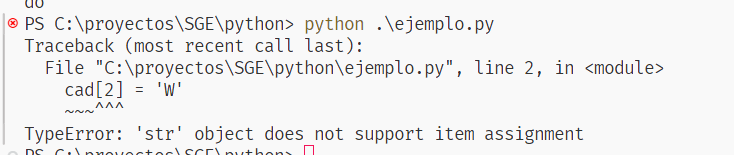 do
PS C:\proyectos\SGE\python> python .\ejemplo.py
Traceback (most recent call last):
  File "C:\proyectos\SGE\python\ejemplo.py", line 2, in <module>
    cad[2] = 'W'
    ~~~^^^
TypeError: 'str' object does not support item assignment
PS C:\proyectos\SGE\python>